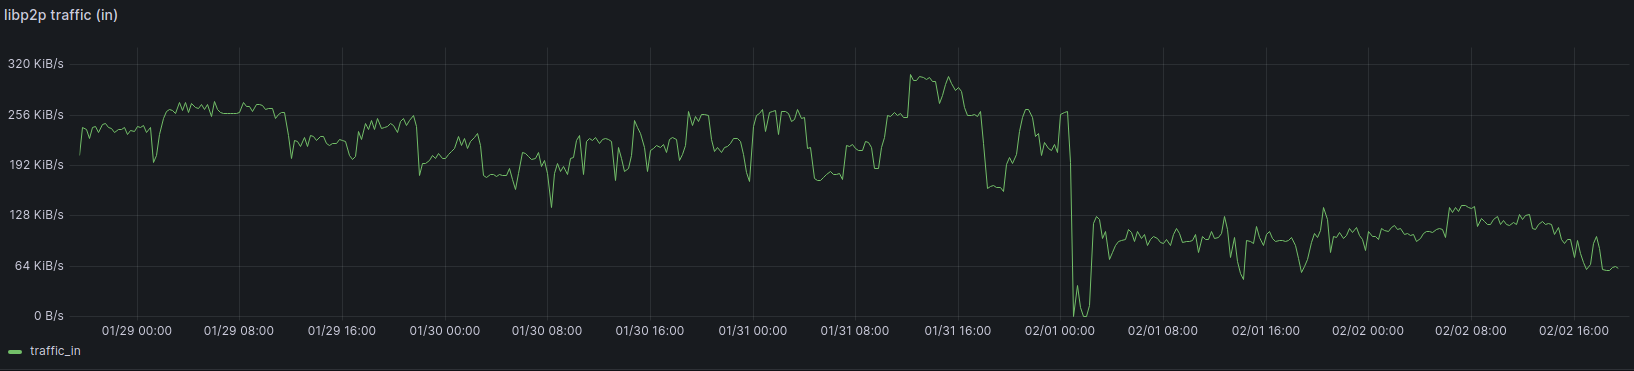 libp2p traffic (in)
320 KiB/s
256 KiB/s
192 KiB/s
128 KiB/s
64 KiB/s
0 B/s
01/29 00:00 01/29 08:00 01/29 16:00 01/30 00:00 01/30 08:00 01/30 16:00 01/31 00:00 01/31 08:00 01/31 16:00 02/01 00:00 02/01 08:00 02/01 16:00 02/02 00:00 02/02 08:00 02/02 16:00
traffic_in